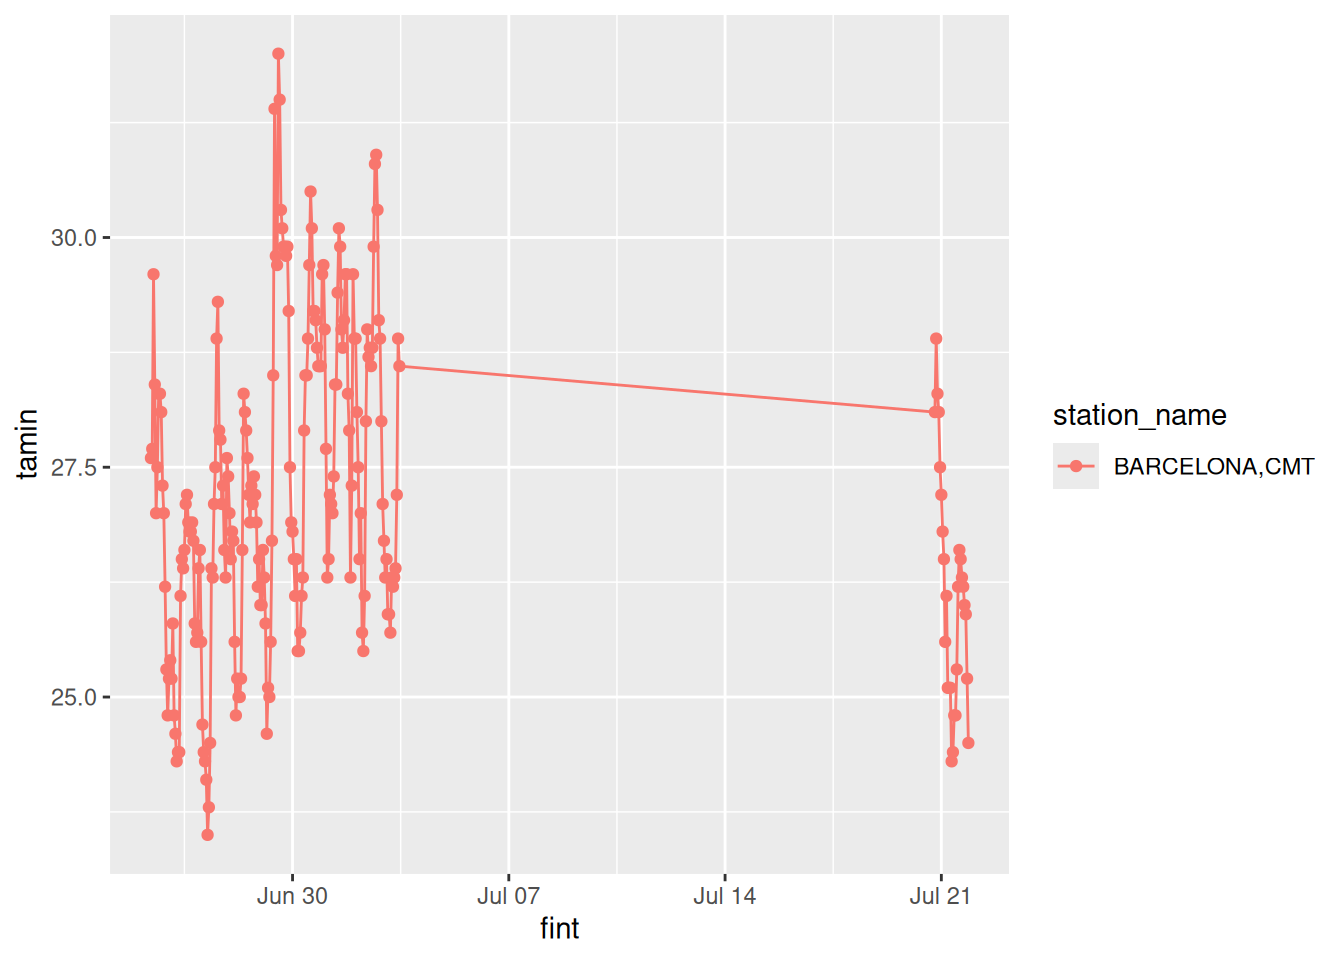 30.0
27.5
25.0
tamin
Jun 30
Jul 07
Jul 14
Jul 21
fint
station_name
BARCELONA,CMT